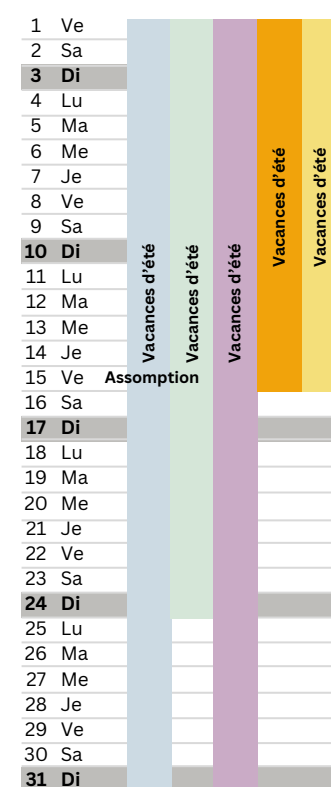 1 Ve
2 Sa
3 Di
4 Lu
5 Ma
6 Me
7 Je
8 Ve
9 Sa
10 Di
11 Lu
12 Ma
13 Me
14 Je
15 Ve Assomption
16 Sa
17 Di
18 Lu
19 Ma
20 Me
21 Je
22 Ve
23 Sa
24 Di
25 Lu
26 Ma
27 Me
28 Je
29 Ve
30 Sa
31 Di
Vacances d'été
Vacances d'été
Vacances d'été
Vacances d'été
Vacances d'été